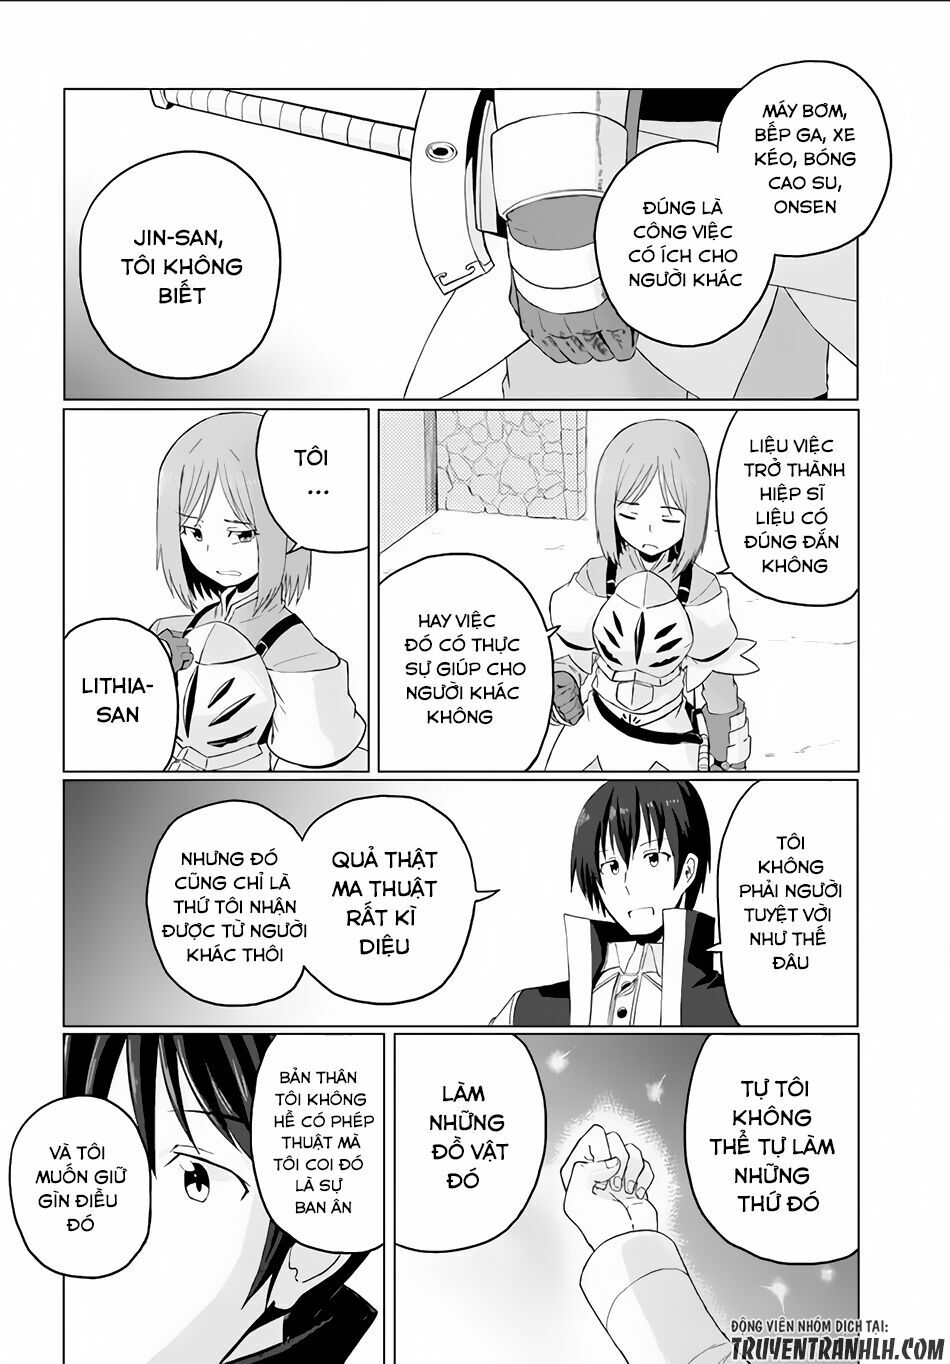 MÁY BƠM,
BẾP GA, XE
KÉO, BÓNG
CAO SU,
ONSEN
ĐÚNG LÀ
CÔNG VIỆC
CÓ ÍCH CHO
NGƯỜI KHÁC
JIN-SAN,
TÔI KHÔNG
BIẾT
LIỆU VIỆC
TRỞ THÀNH
HIỆP SĨ
LIỆU CÓ
ĐÚNG ĐẮN
KHÔNG
HAY VIỆC
ĐÓ CÓ THỰC
SỰ GIÚP CHO
NGƯỜI KHÁC
KHÔNG
TÔI
...
LITHIA-
SAN
TÔI
KHÔNG
PHẢI NGƯỜI
TUYỆT VỜI
NHƯ THẾ
ĐÂU
QUẢ THẬT
MA THUẬT
RẤT KÌ
DIỆU
NHƯNG ĐÓ
CŨNG CHỈ LÀ
THỨ TÔI NHẬN
ĐƯỢC TỪ NGƯỜI
KHÁC THÔI
TỰ TÔI
KHÔNG
THỂ TỰ LÀM
NHỮNG
THỨ ĐÓ
LÀM
NHỮNG
ĐỒ VẬT
ĐÓ
BẢN THÂN
TÔI KHÔNG
HỀ CÓ PHÉP
THUẬT MÀ
TÔI COI ĐÓ
LÀ SỰ
BAN ÂN
VÀ TÔI
MUỐN GIỮ
GÌN ĐIỀU
ĐÓ
ĐỘNG VIÊN NHÓM DỊCH TẠI:
TRUYENTRANHLH.COM